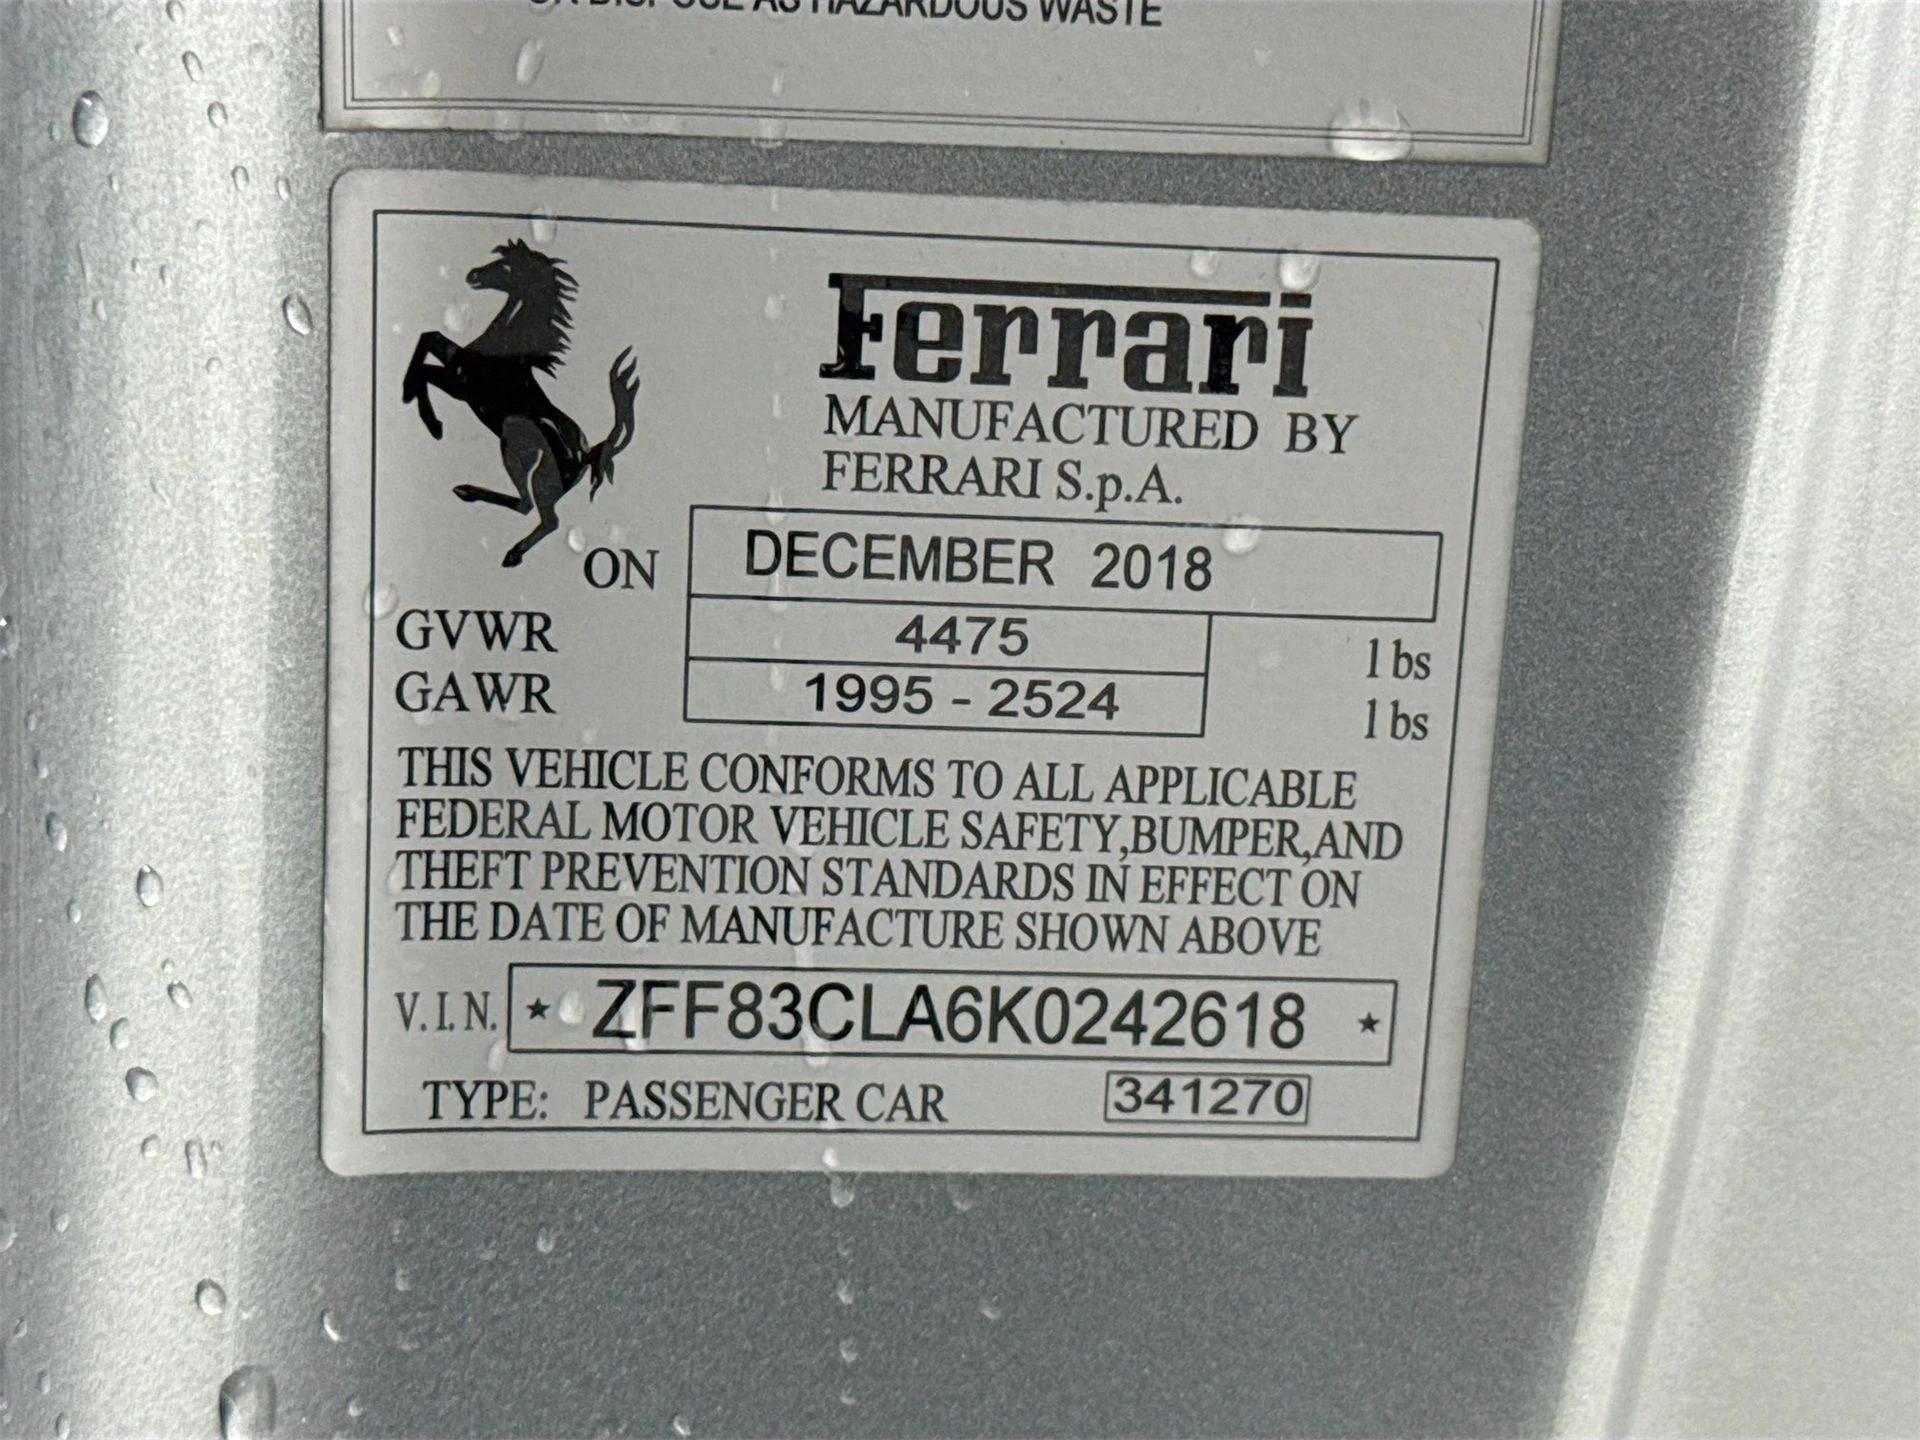 OR DISPOSE AS HAZARDOUS WASTE
Ferrari
MANUFACTURED BY
FERRARI S.p.A.
ON DECEMBER 2018
GVWR 4475 lbs
GAWR 1995 - 2524 lbs
THIS VEHICLE CONFORMS TO ALL APPLICABLE
FEDERAL MOTOR VEHICLE SAFETY,BUMPER,AND
THEFT PREVENTION STANDARDS IN EFFECT ON
THE DATE OF MANUFACTURE SHOWN ABOVE
V.I.N. * ZFF83CLA6K0242618 *
TYPE: PASSENGER CAR 341270